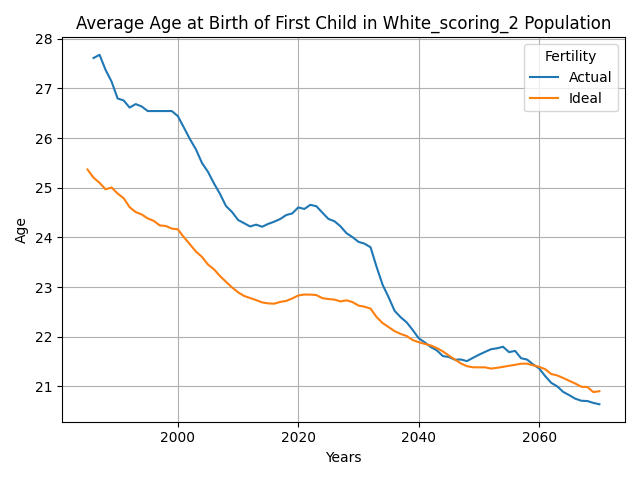 Average Age at Birth of First Child in White_scoring_2 Population
Fertility
Actual
Ideal
28
27
26
25
24
23
22
21
Age
2000
2020
2040
2060
Years